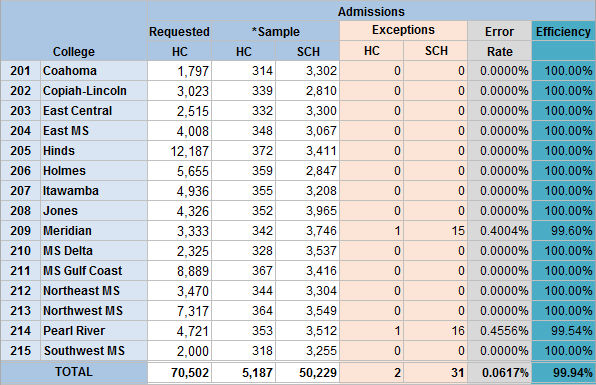 Admissions
Requested *Sample Exceptions Error Efficiency
College HC HC SCH HC SCH Rate
201 Coahoma 1,797 314 3,302 0 0 0.0000% 100.00%
202 Copiah-Lincoln 3,023 339 2,810 0 0 0.0000% 100.00%
203 East Central 2,515 332 3,300 0 0 0.0000% 100.00%
204 East MS 4,008 348 3,067 0 0 0.0000% 100.00%
205 Hinds 12,187 372 3,411 0 0 0.0000% 100.00%
206 Holmes 5,655 359 2,847 0 0 0.0000% 100.00%
207 Itawamba 4,936 355 3,208 0 0 0.0000% 100.00%
208 Jones 4,326 352 3,965 0 0 0.0000% 100.00%
209 Meridian 3,333 342 3,746 1 15 0.4004% 99.60%
210 MS Delta 2,325 328 3,537 0 0 0.0000% 100.00%
211 MS Gulf Coast 8,889 367 3,416 0 0 0.0000% 100.00%
212 Northeast MS 3,470 344 3,304 0 0 0.0000% 100.00%
213 Northwest MS 7,317 364 3,549 0 0 0.0000% 100.00%
214 Pearl River 4,721 353 3,512 1 16 0.4556% 99.54%
215 Southwest MS 2,000 318 3,255 0 0 0.0000% 100.00%
TOTAL 70,502 5,187 50,229 2 31 0.0617% 99.94%